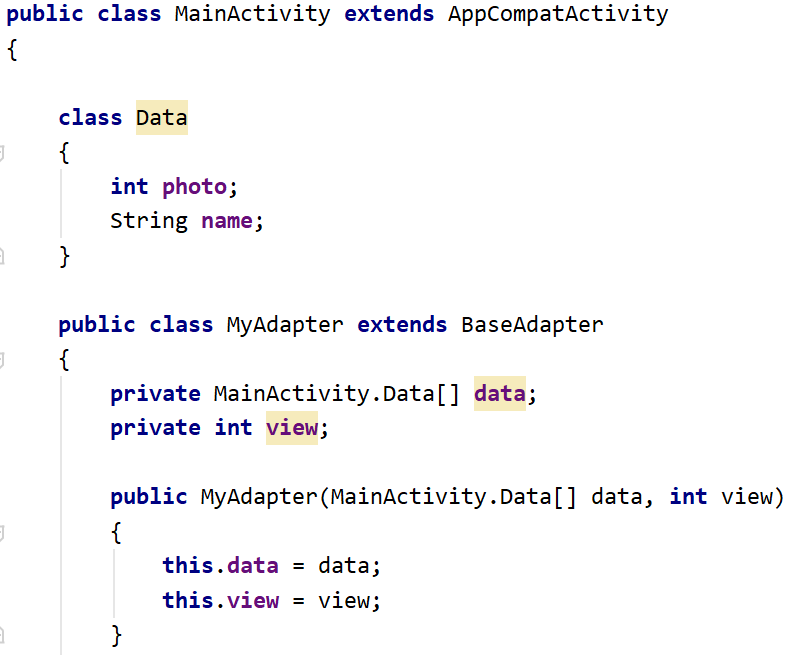 public class MainActivity extends AppCompatActivity
{
class Data
{
int photo;
String name;
}
public class MyAdapter extends BaseAdapter
{
private MainActivity.Data[] data;
private int view;
public MyAdapter(MainActivity.Data[] data, int view)
{
this.data = data;
this.view = view;
}